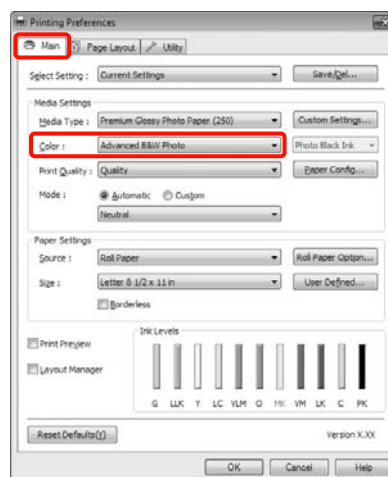 Printing Preferences
Main Page Layout Utility
Select Setting : Current Settings Save/Del...
Media Settings
Media Type : Premium Glossy Photo Paper (250) Custom Settings...
Color : Advanced B&W Photo Photo Black Ink
Print Quality : Quality Paper Config...
Mode : Automatic Custom
Neutral
Paper Settings
Source : Roll Paper Roll Paper Option...
Size : Letter 8 1/2 x 11 in User Defined...
Borderless
Ink Levels
Print Preview
Layout Manager
G LLK Y LC VLM O MK VM LK C PK
Reset Defaults(Y) Version X.XX
OK Cancel Help